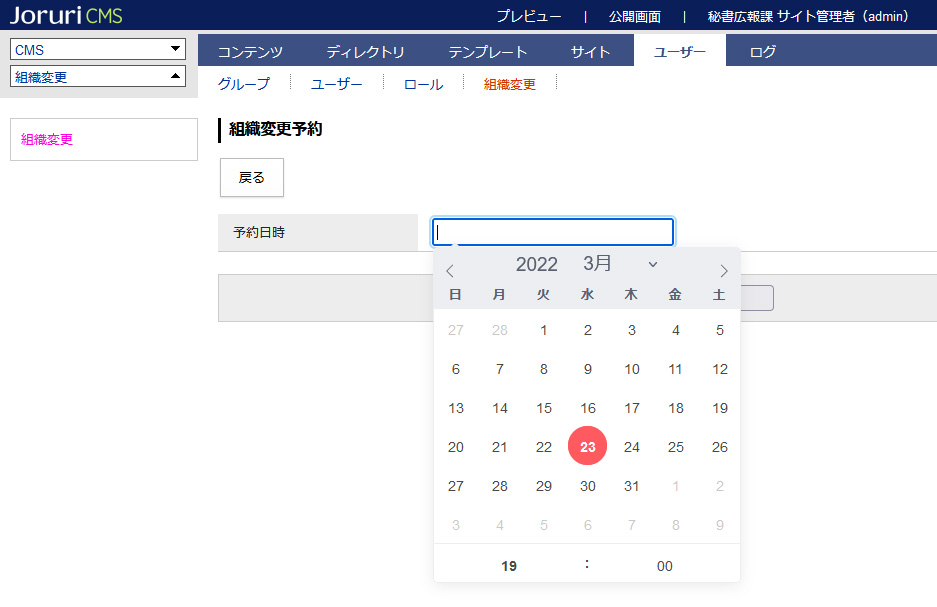 Joruri CMS
プレビュー | 公開画面 | 秘書広報課 サイト管理者（admin）
CMS
組織変更
コンテンツ ディレクトリ テンプレート サイト ユーザー ログ
グループ ユーザー ロール 組織変更
組織変更
組織変更予約
戻る
予約日時
2022 3月
日 月 火 水 木 金 土
27 28 1 2 3 4 5
6 7 8 9 10 11 12
13 14 15 16 17 18 19
20 21 22 23 24 25 26
27 28 29 30 31 1 2
3 4 5 6 7 8 9
19 : 00